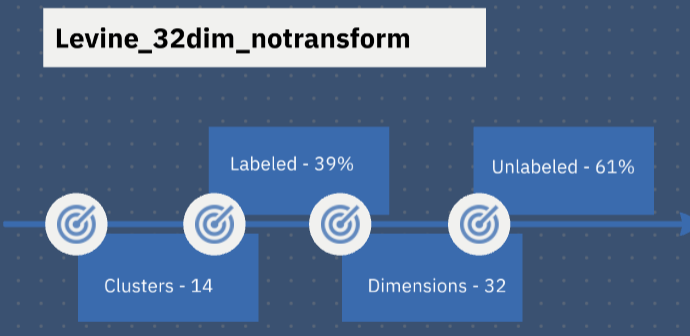 Levine_32dim_notransform
Labeled - 39%
Unlabeled - 61%
Clusters - 14
Dimensions - 32